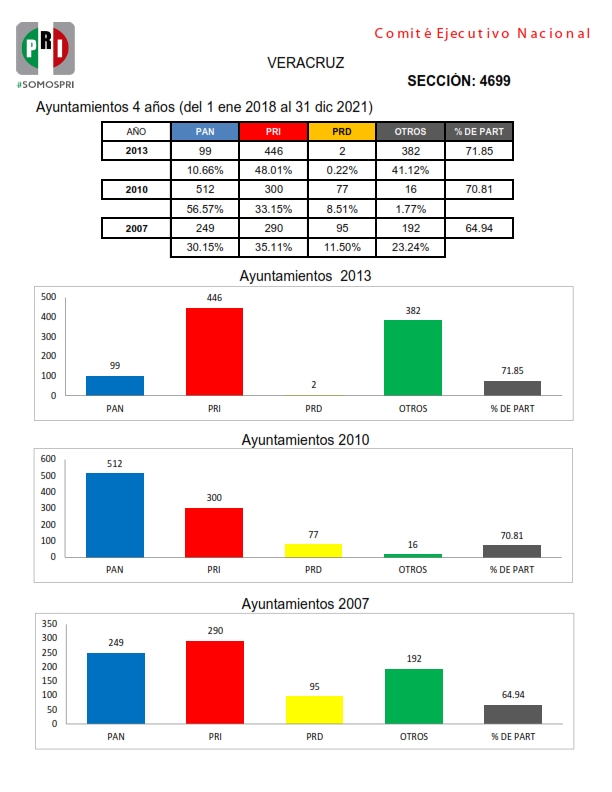 Comité Ejecutivo Nacional
PRI
#SOMOSPRI
VERACRUZ
SECCIÓN: 4699
Ayuntamientos 4 años (del 1 ene 2018 al 31 dic 2021)
AÑO PAN PRI PRD OTROS % DE PART
2013 99 446 2 382 71.85
10.66% 48.01% 0.22% 41.12%
2010 512 300 77 16 70.81
56.57% 33.15% 8.51% 1.77%
2007 249 290 95 192 64.94
30.15% 35.11% 11.50% 23.24%
Ayuntamientos 2013
500
400
300
200
100
0
99 446 2 382 71.85
PAN PRI PRD OTROS % DE PART
Ayuntamientos 2010
600
500
400
300
200
100
0
512 300 77 16 70.81
PAN PRI PRD OTROS % DE PART
Ayuntamientos 2007
350
300
250
200
150
100
50
0
249 290 95 192 64.94
PAN PRI PRD OTROS % DE PART